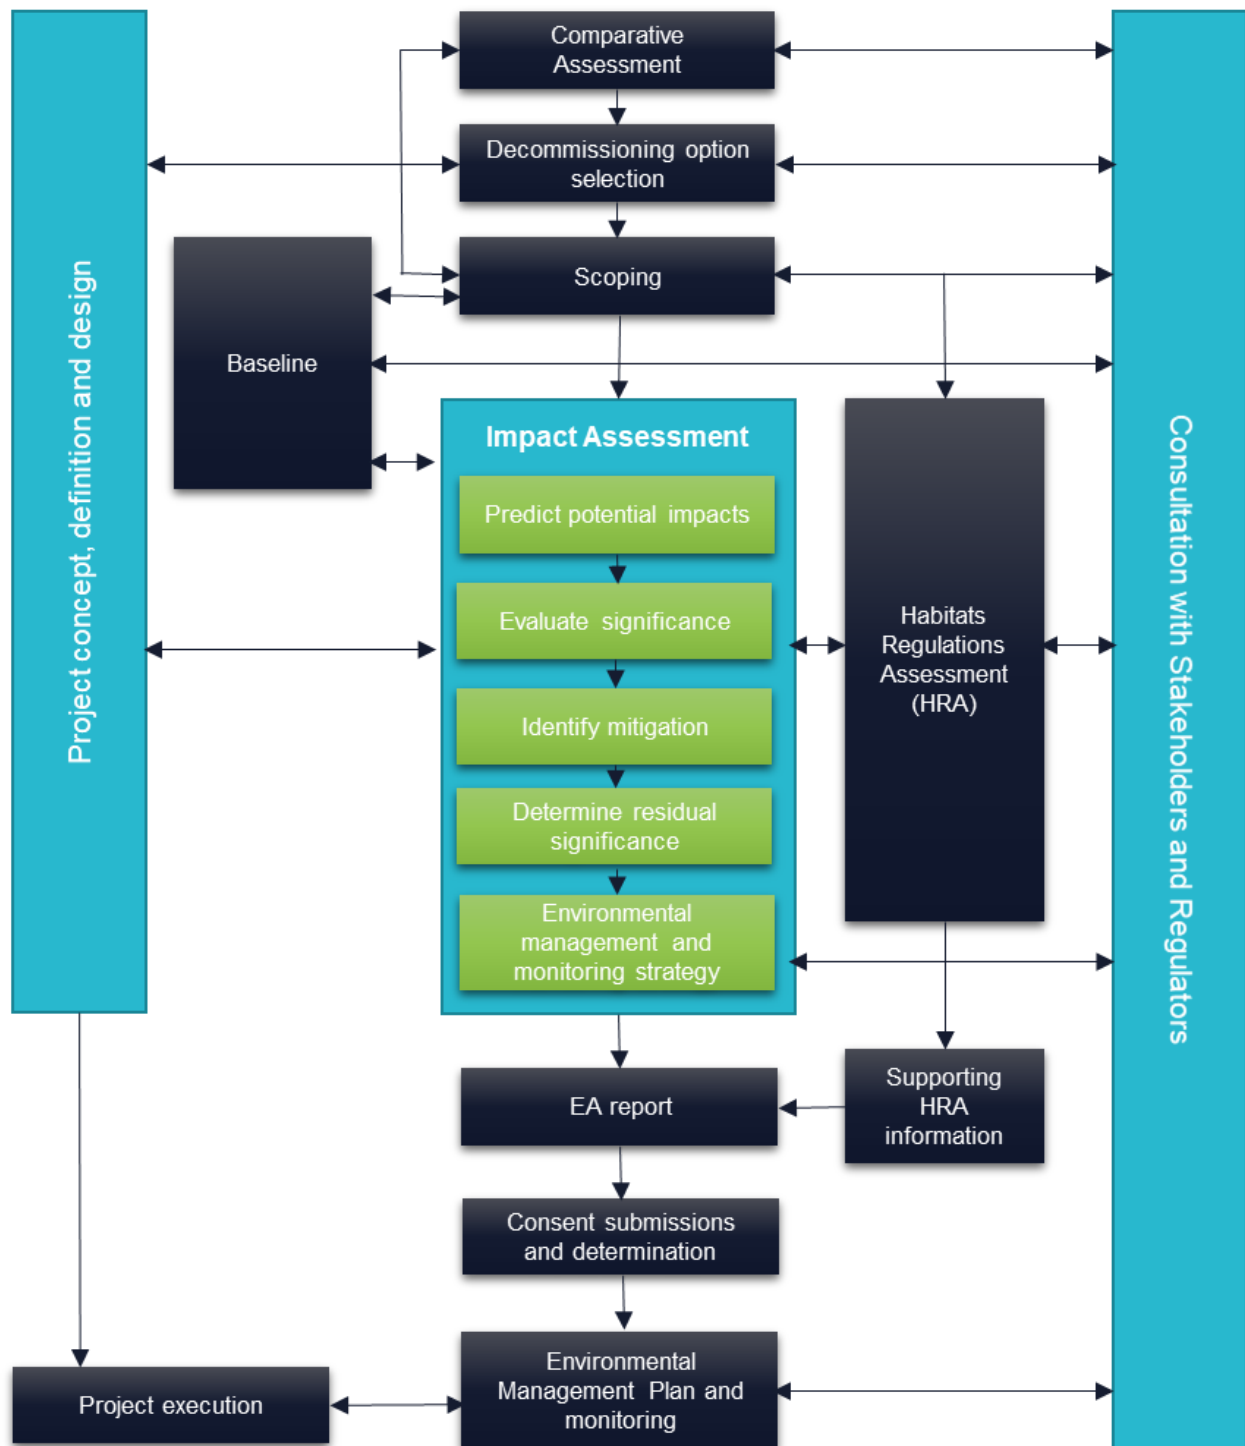 Comparative
Assessment
Decommissioning option
selection
Scoping
Baseline
Project concept, definition and design
Consultation with Stakeholders and Regulators
Impact Assessment
Predict potential impacts
Evaluate significance
Identify mitigation
Determine residual
significance
Environmental
management and
monitoring strategy
Habitats
Regulations
Assessment
(HRA)
EA report
Supporting
HRA
information
Consent submissions
and determination
Project execution
Environmental
Management Plan and
monitoring